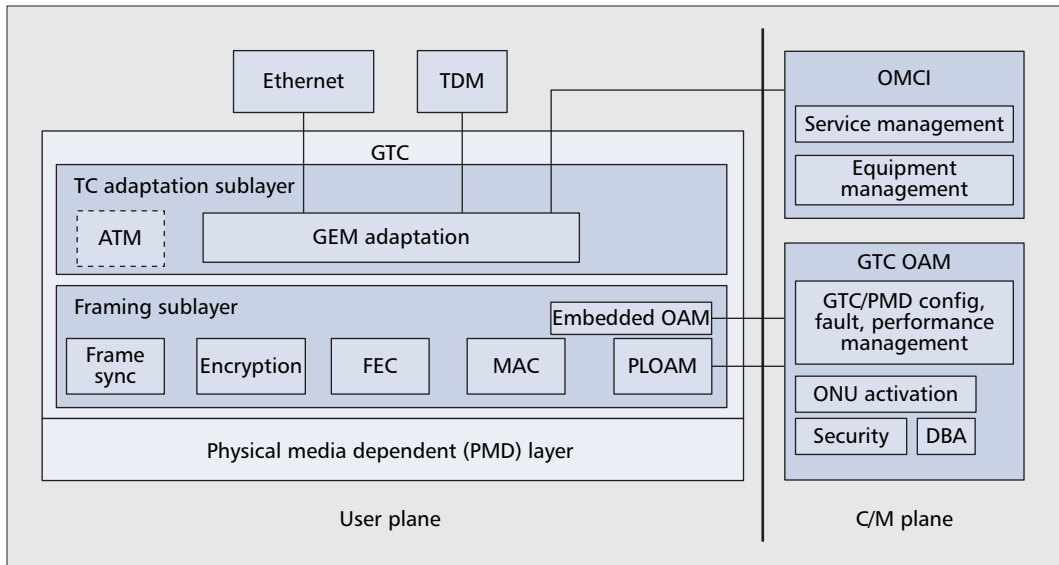 Ethernet
TDM
GTC
TC adaptation sublayer
ATM
GEM adaptation
Framing sublayer
Embedded OAM
Frame
sync
Encryption
FEC
MAC
PLOAM
Physical media dependent (PMD) layer
User plane
OMCI
Service management
Equipment
management
GTC OAM
GTC/PMD config,
fault, performance
management
ONU activation
Security
DBA
C/M plane